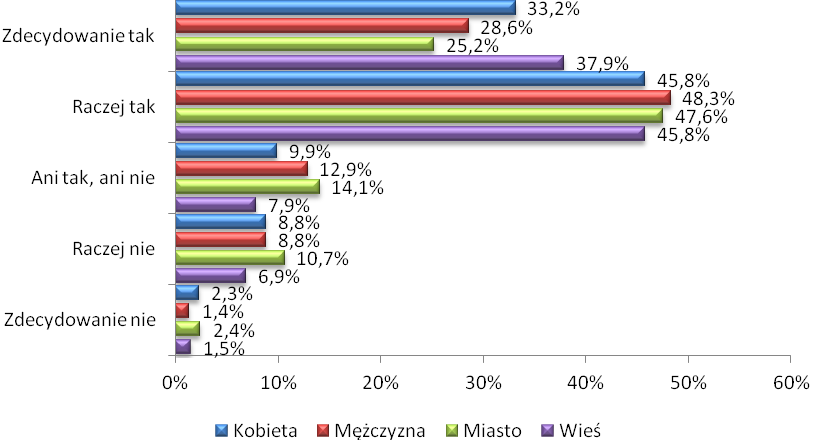 Zdecydowanie tak
33,2%
28,6%
25,2%
37,9%
Raczej tak
45,8%
48,3%
47,6%
45,8%
Ani tak, ani nie
9,9%
12,9%
14,1%
7,9%
Raczej nie
8,8%
8,8%
10,7%
6,9%
Zdecydowanie nie
2,3%
1,4%
2,4%
1,5%
0% 10% 20% 30% 40% 50% 60%
Kobieta Mężczyzna Miasto Wieś